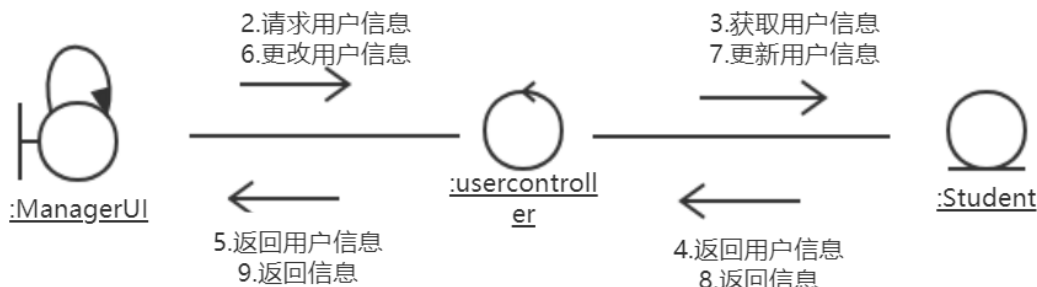 2.请求用户信息
6.更改用户信息
3.获取用户信息
7.更新用户信息
:ManagerUI
:usercontroll
er
:Student
5.返回用户信息
9.返回信息
4.返回用户信息
8.返回信息